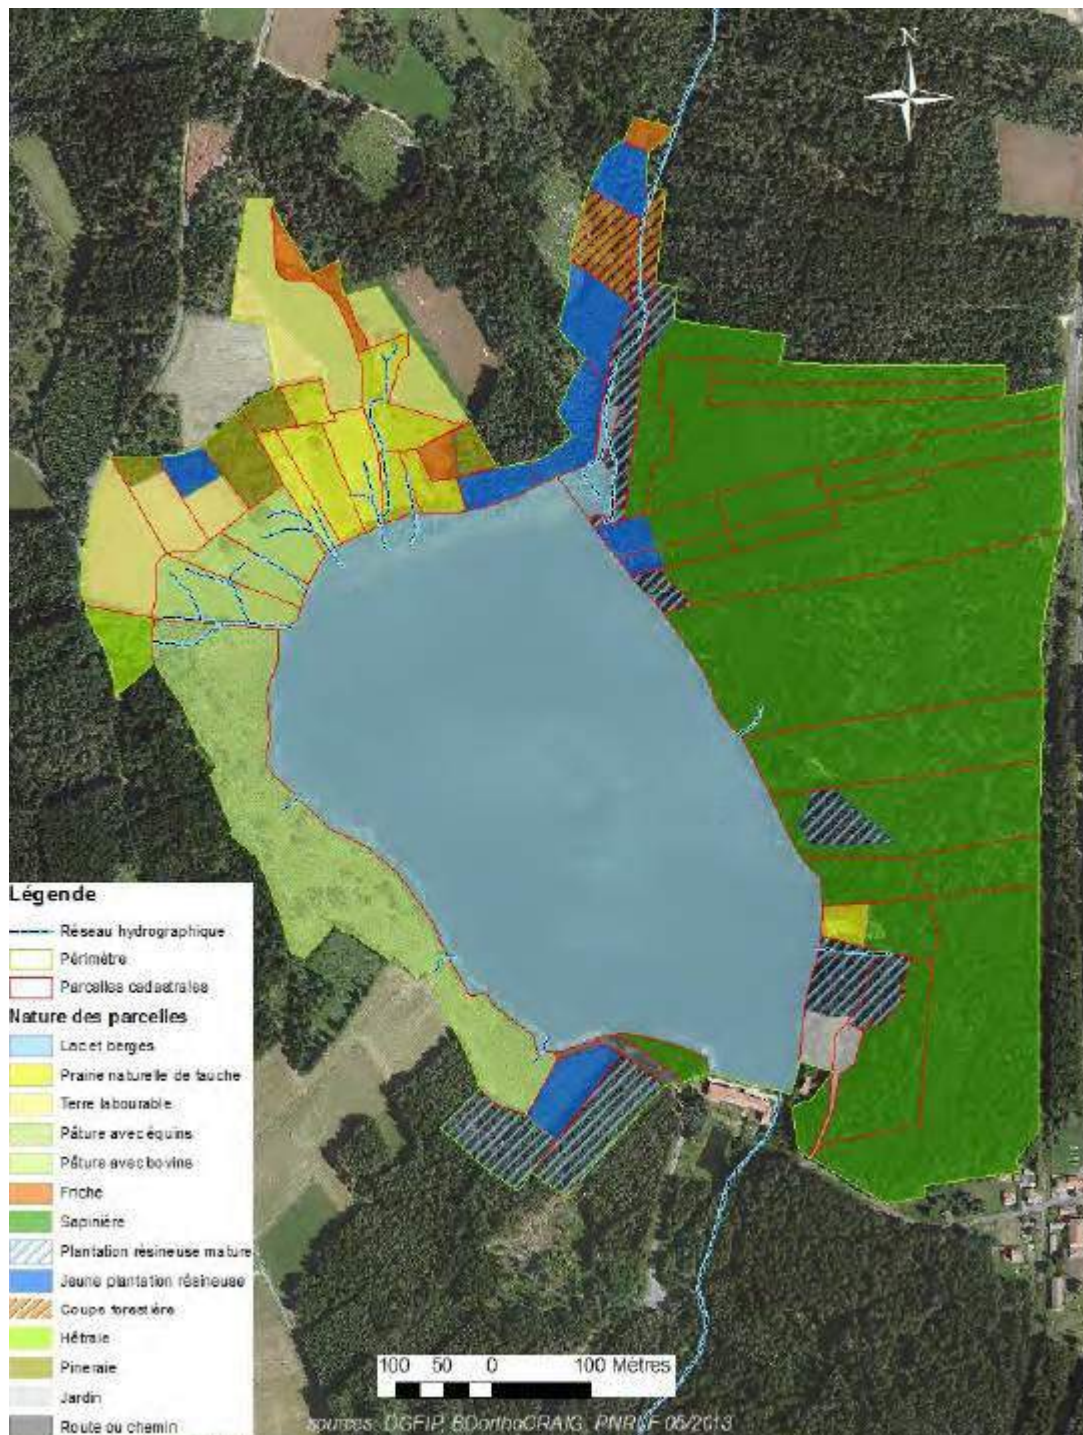 N
Légende
Réseau hydrographique
Périmètre
Parcelles cadastrales
Nature des parcelles
Lac et berges
Prairie naturelle de fauche
Terre labourable
Pâture avec équins
Pâture avec bovins
Friche
Sapinière
Plantation résineuse mature
Jeune plantation résineuse
Coupe forestière
Hêtraie
Pineraie
Jardin
Route ou chemin
100 50 0 100 Mètres
sources: DGFIP, BDorthoCRAIG, PNRLF 06/2013